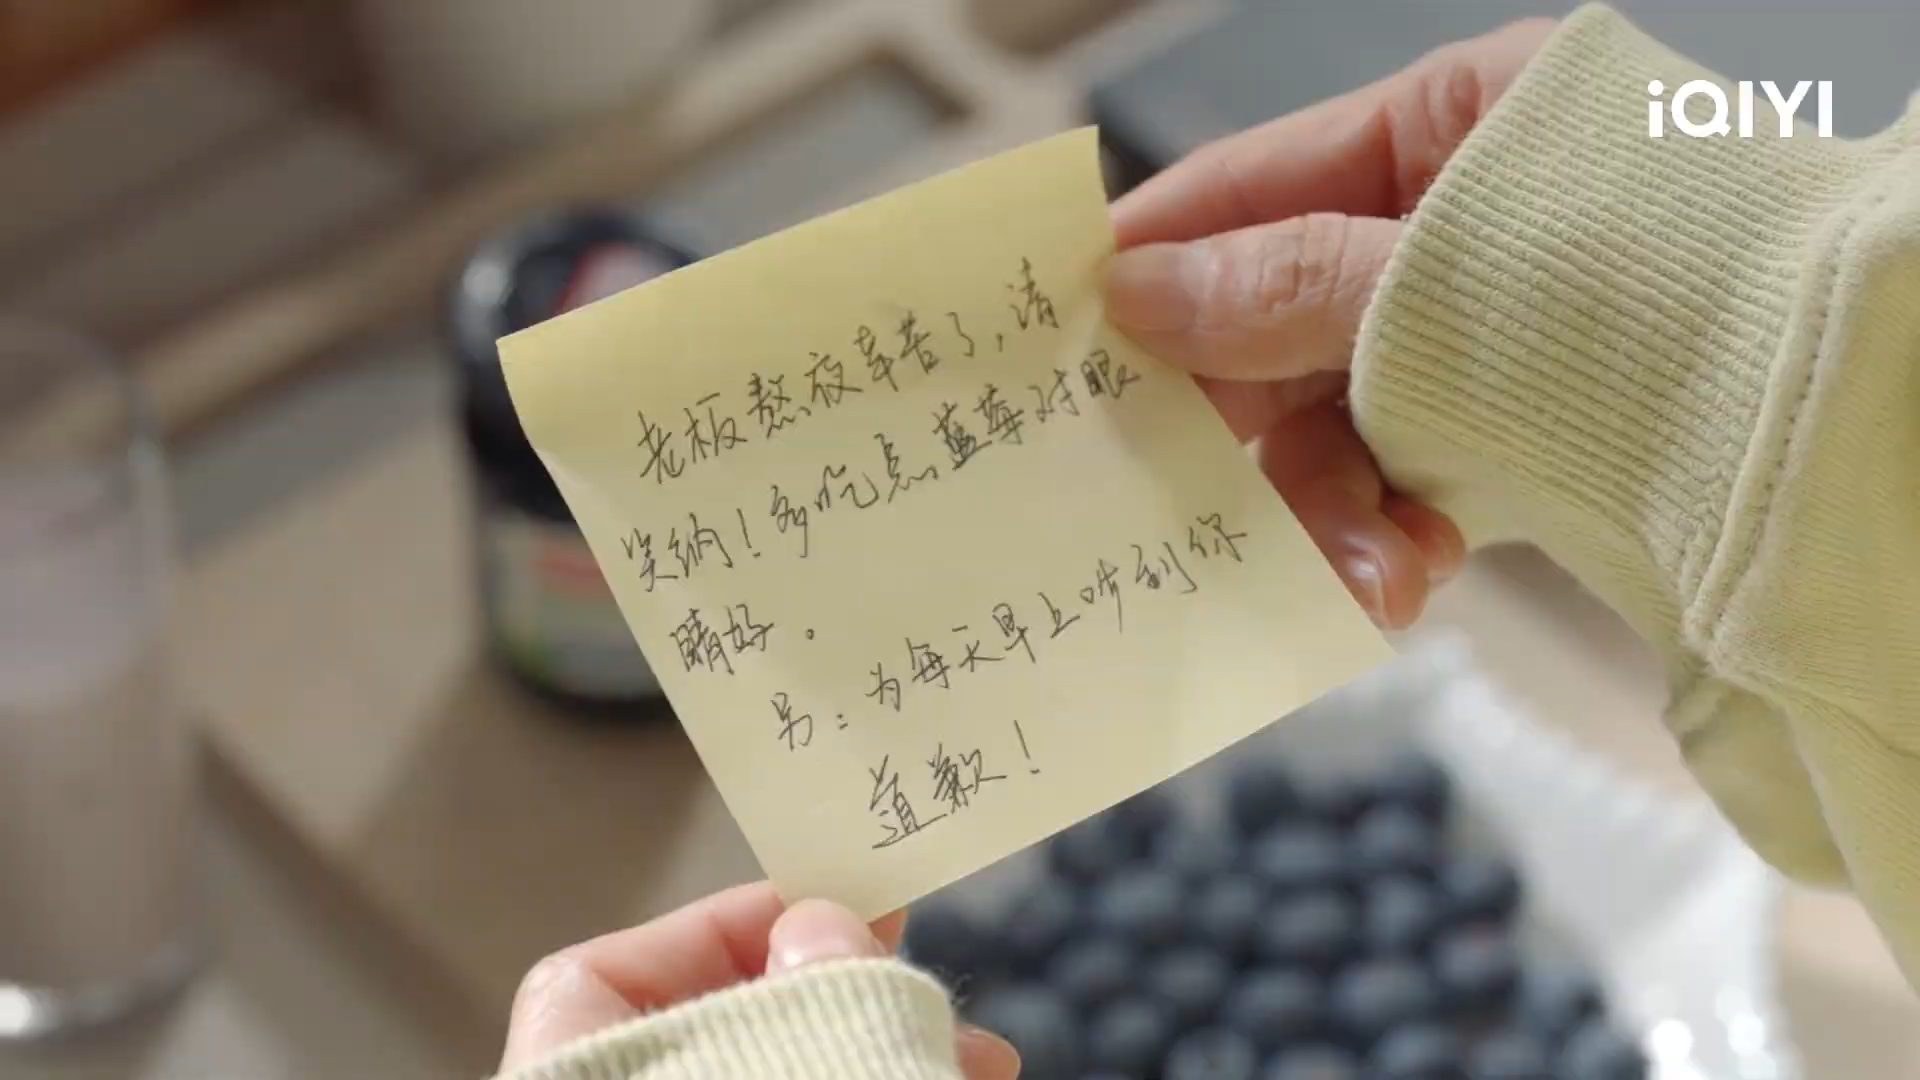 iQIYI
老板熬夜辛苦了，请
笑纳！多吃点蓝莓对眼
睛好。
另：为每天早上吵到你
道歉！